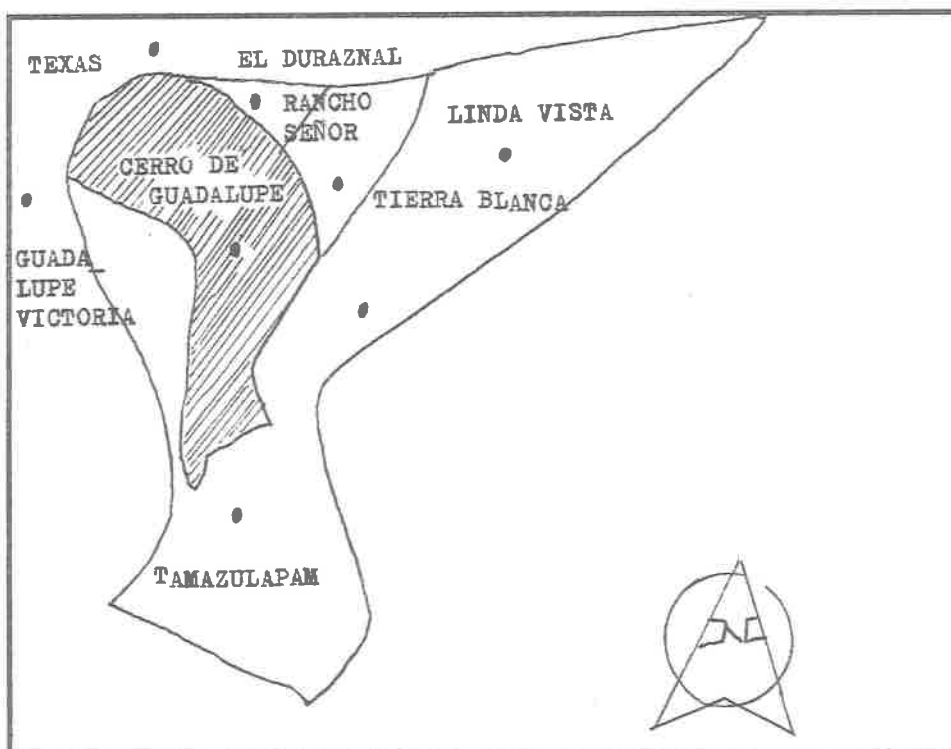 TEXAS
EL DURAZNAL
RANCHO
SEÑOR
LINDA VISTA
CERRO DE
GUADALUPE
TIERRA BLANCA
GUADA_
LUPE
VICTORIA
TAMAZULAPAM
N